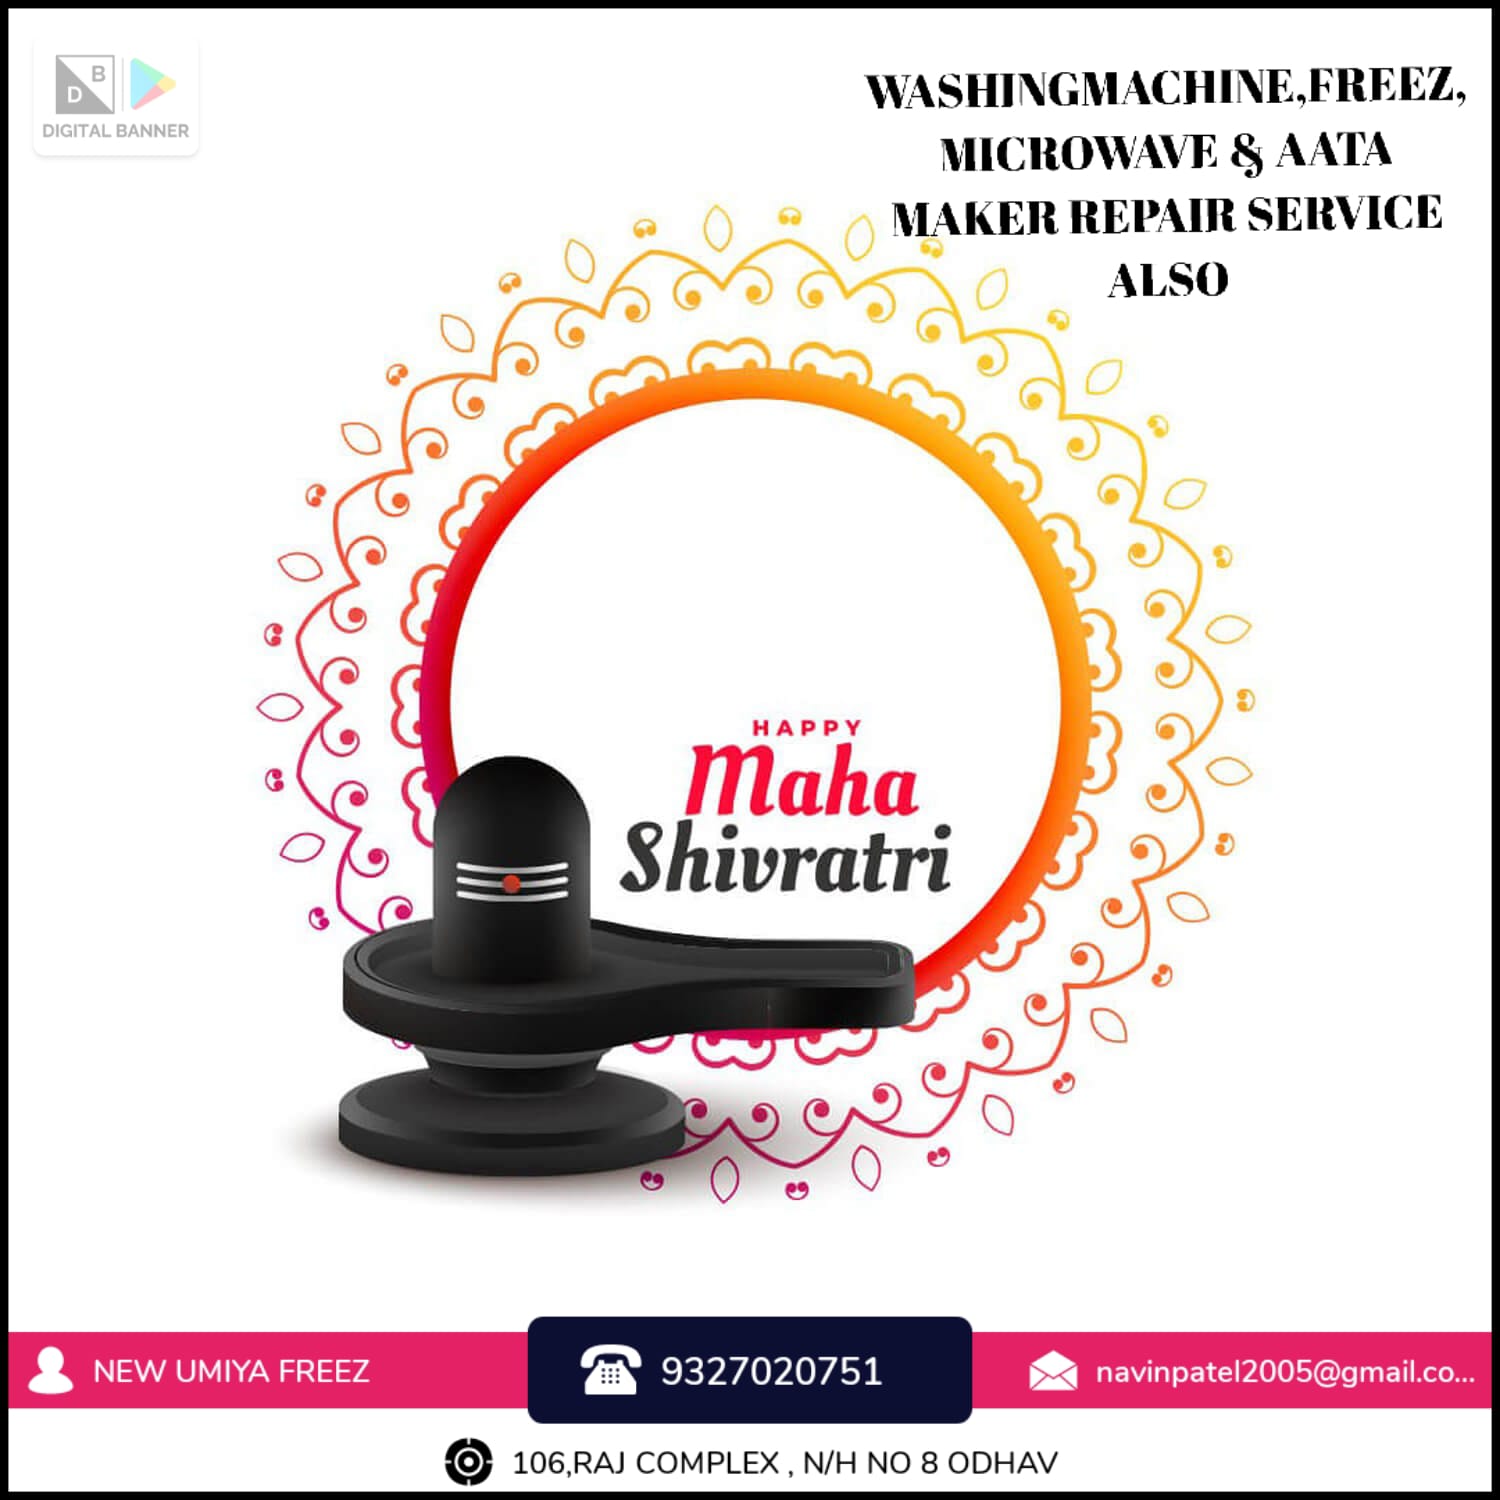 B
D
DIGITAL BANNER
WASHINGMACHINE,FREEZ,
MICROWAVE & AATA
MAKER REPAIR SERVICE
ALSO
HAPPY
Maha
Shivratri
NEW UMIYA FREEZ
9327020751
navinpatel2005@gmail.co...
106,RAJ COMPLEX , N/H NO 8 ODHAV